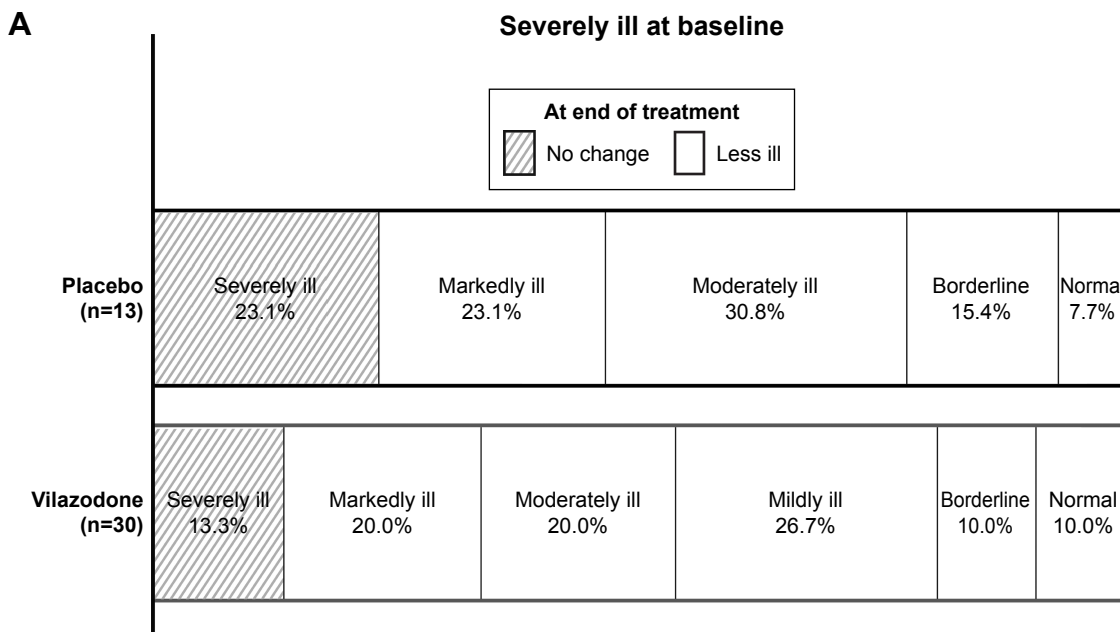 A
Severely ill at baseline
At end of treatment
No change
Less ill
Placebo
(n=13)
Severely ill
23.1%
Markedly ill
23.1%
Moderately ill
30.8%
Borderline
15.4%
Norma
7.7%
Vilazodone
(n=30)
Severely ill
13.3%
Markedly ill
20.0%
Moderately ill
20.0%
Mildly ill
26.7%
Borderline
10.0%
Normal
10.0%